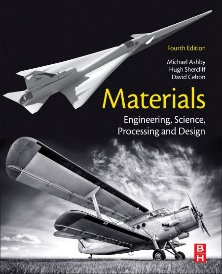 Fourth Edition
Michael Ashby
Hugh Shercliff
David Cebon
Materials
Engineering, Science,
Processing and Design
B
H